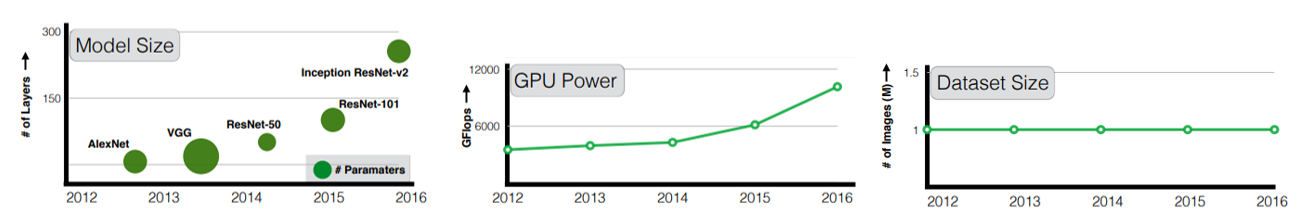 Model Size
300
150
# of Layers
AlexNet
VGG
ResNet-50
ResNet-101
Inception ResNet-v2
# Paramaters
2012 2013 2014 2015 2016
GPU Power
12000
6000
GFlops
2012 2013 2014 2015 2016
Dataset Size
1.5
1
# of Images (M)
2012 2013 2014 2015 2016